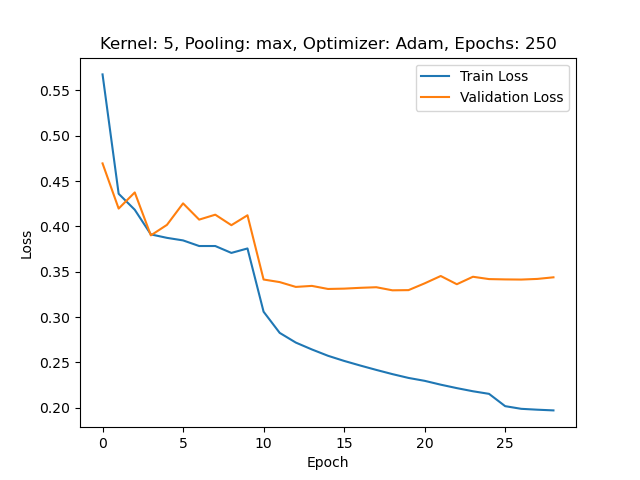 Kernel: 5, Pooling: max, Optimizer: Adam, Epochs: 250
Train Loss
Validation Loss
Loss
0.55
0.50
0.45
0.40
0.35
0.30
0.25
0.20
0 5 10 15 20 25
Epoch